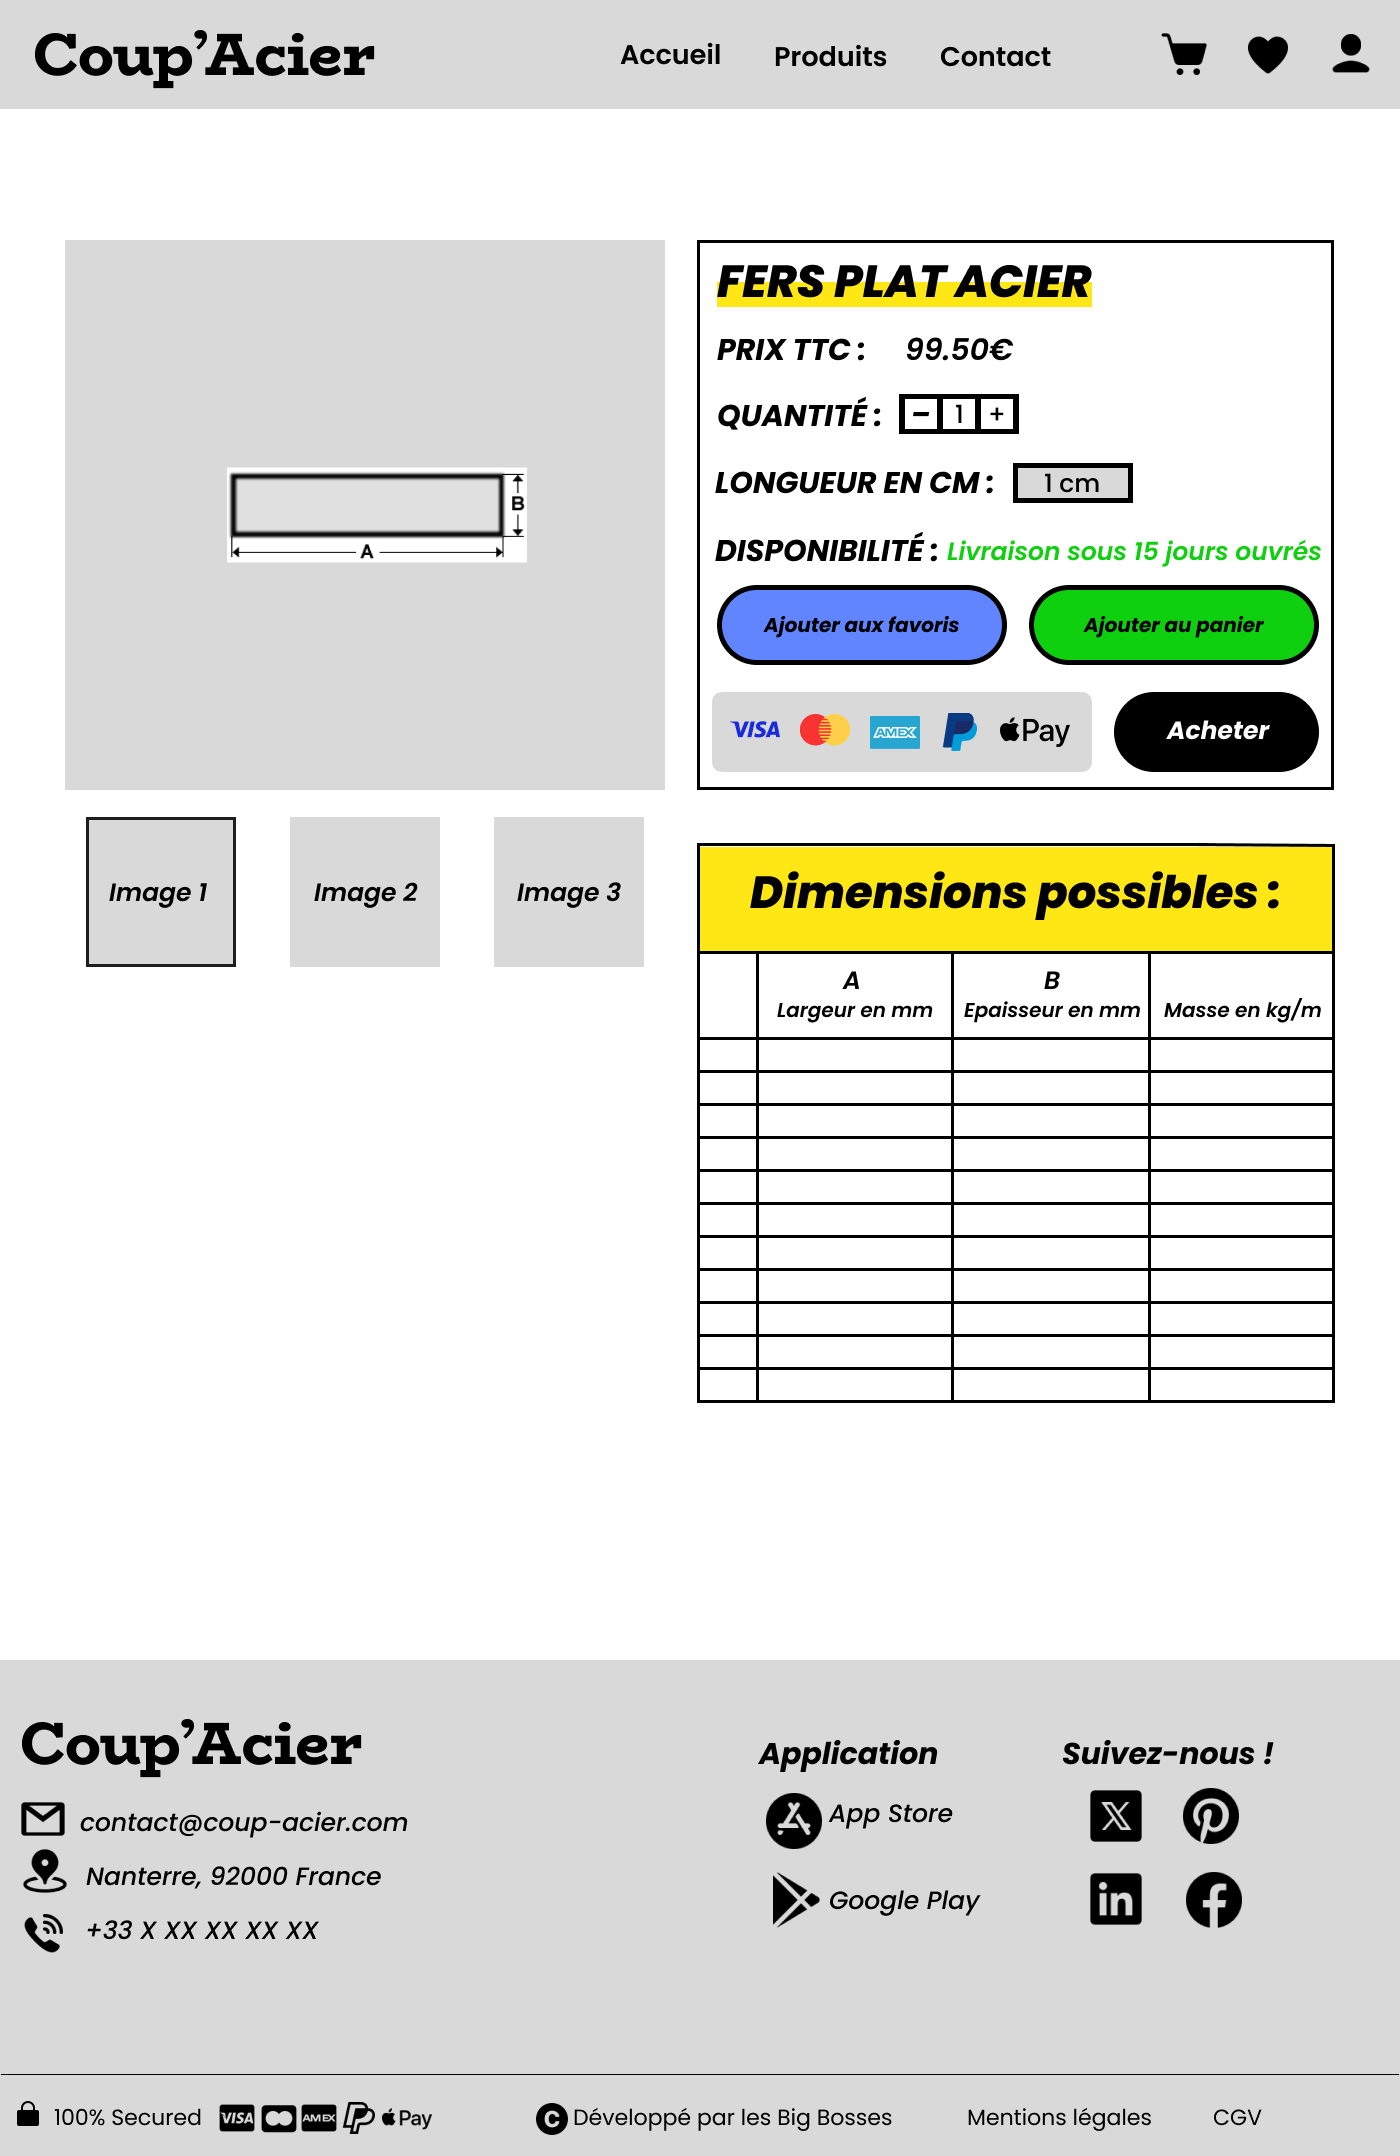 Coup’Acier
Accueil
Produits
Contact
FERS PLAT ACIER
PRIX TTC : 99.50€
QUANTITÉ : - 1 +
LONGUEUR EN CM : 1 cm
DISPONIBILITÉ : Livraison sous 15 jours ouvrés
Ajouter aux favoris
Ajouter au panier
VISA
AMEX
Pay
Acheter
B
A
Image 1
Image 2
Image 3
Dimensions possibles :
A
Largeur en mm
B
Epaisseur en mm
Masse en kg/m
Coup’Acier
contact@coup-acier.com
Nanterre, 92000 France
+33 X XX XX XX XX
Application
App Store
Google Play
Suivez-nous !
X
in
100% Secured
VISA
AMEX
Pay
C Développé par les Big Bosses
Mentions légales
CGV